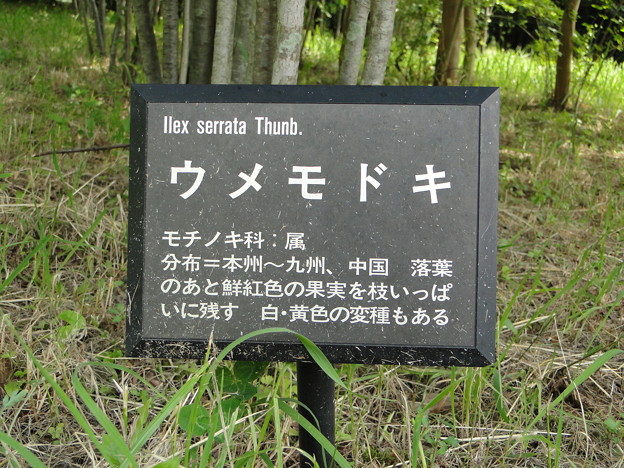 Ilex serrata Thunb.
ウメモドキ
モチノキ科：属
分布＝本州～九州、中国　落葉
のあと鮮紅色の果実を枝いっぱ
いに残す　白・黄色の変種もある